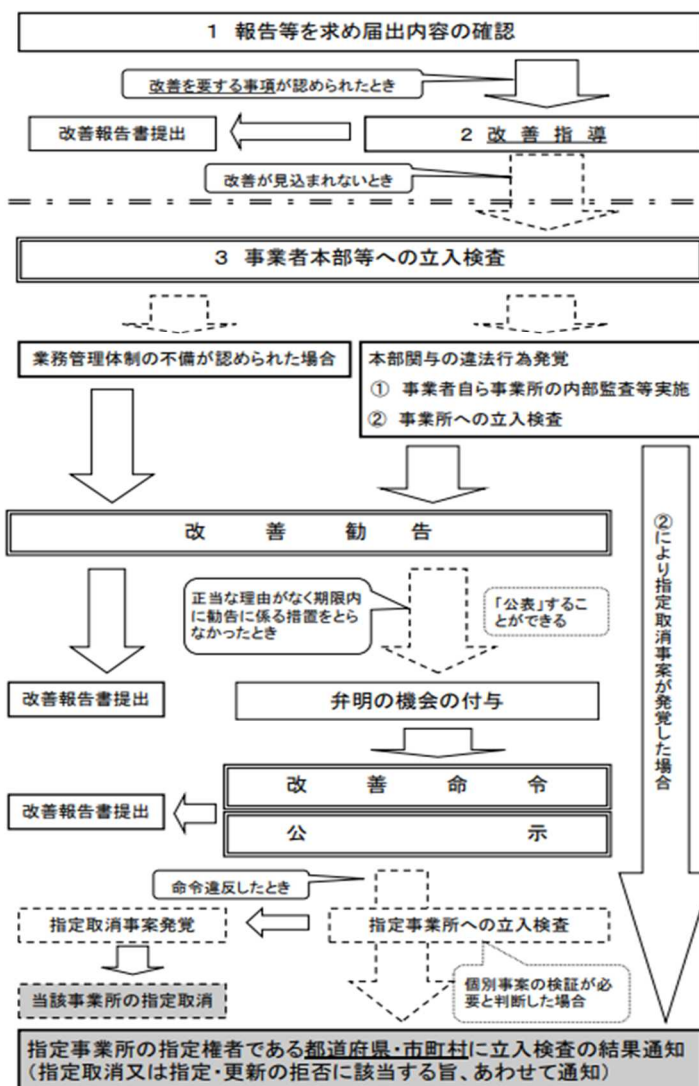 1 報告等を求め届出内容の確認
改善を要する事項が認められたとき
改善報告書提出
2 改善指導
改善が見込まれないとき
3 事業者本部等への立入検査
業務管理体制の不備が認められた場合
本部関与の違法行為発覚
① 事業者自ら事業所の内部監査等実施
② 事業所への立入検査
改善勧告
②により指定取消事案が発覚した場合
正当な理由がなく期限内
に勧告に係る措置をとら
なかったとき
「公表」するこ
とができる
改善報告書提出
弁明の機会の付与
改善命令
改善報告書提出
公示
命令違反したとき
指定取消事案発覚
指定事業所への立入検査
当該事業所の指定取消
個別事案の検証が必
要と判断した場合
指定事業所の指定権者である都道府県・市町村に立入検査の結果通知
(指定取消又は指定・更新の拒否に該当する旨、あわせて通知)